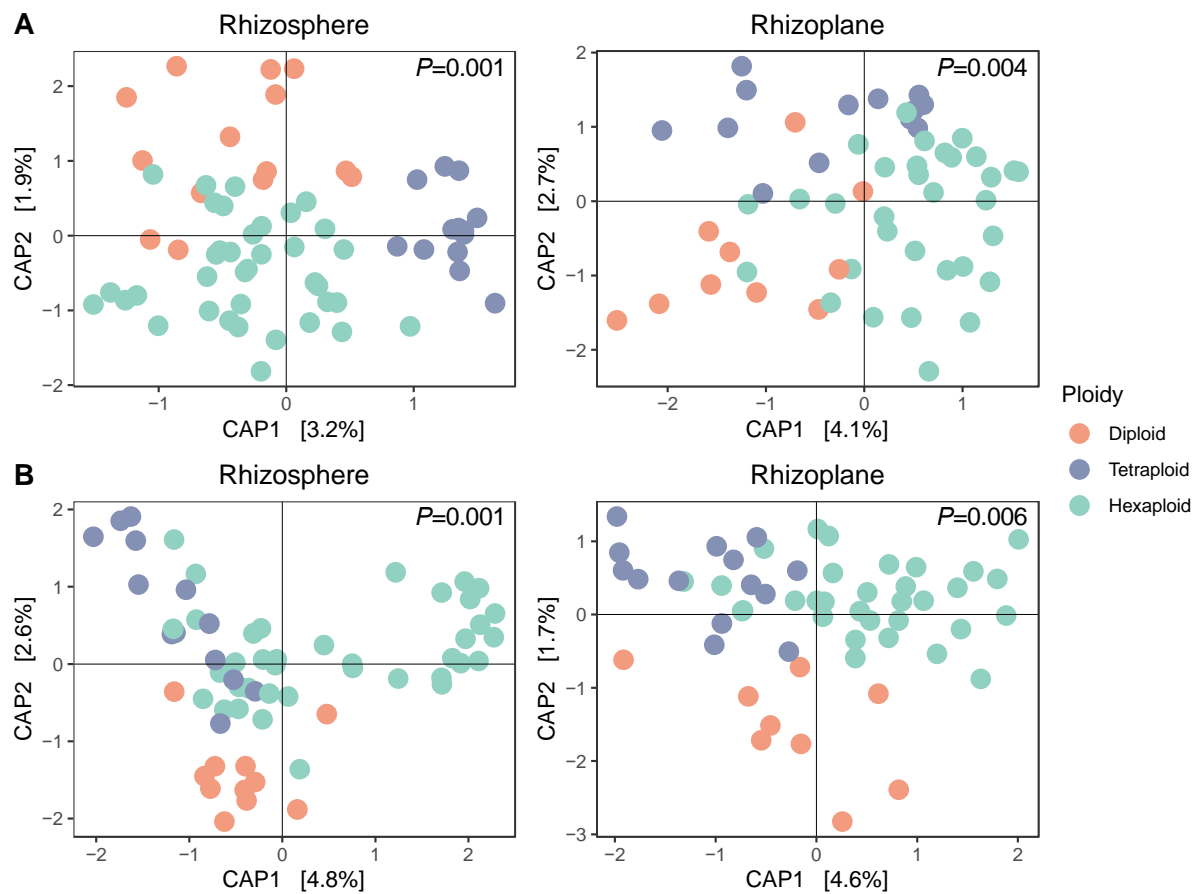 A
Rhizosphere
Rhizoplane
P=0.001
P=0.004
2
1
0
−1
−2
CAP2 [1.9%]
−1
0
1
CAP1 [3.2%]
2
1
0
−1
−2
CAP2 [2.7%]
−2
−1
0
1
CAP1 [4.1%]
Ploidy
Diploid
Tetraploid
Hexaploid
B
Rhizosphere
Rhizoplane
P=0.001
P=0.006
2
1
0
−1
−2
CAP2 [2.6%]
−2
−1
0
1
2
CAP1 [4.8%]
1
0
−1
−2
−3
CAP2 [1.7%]
−2
−1
0
1
2
CAP1 [4.6%]